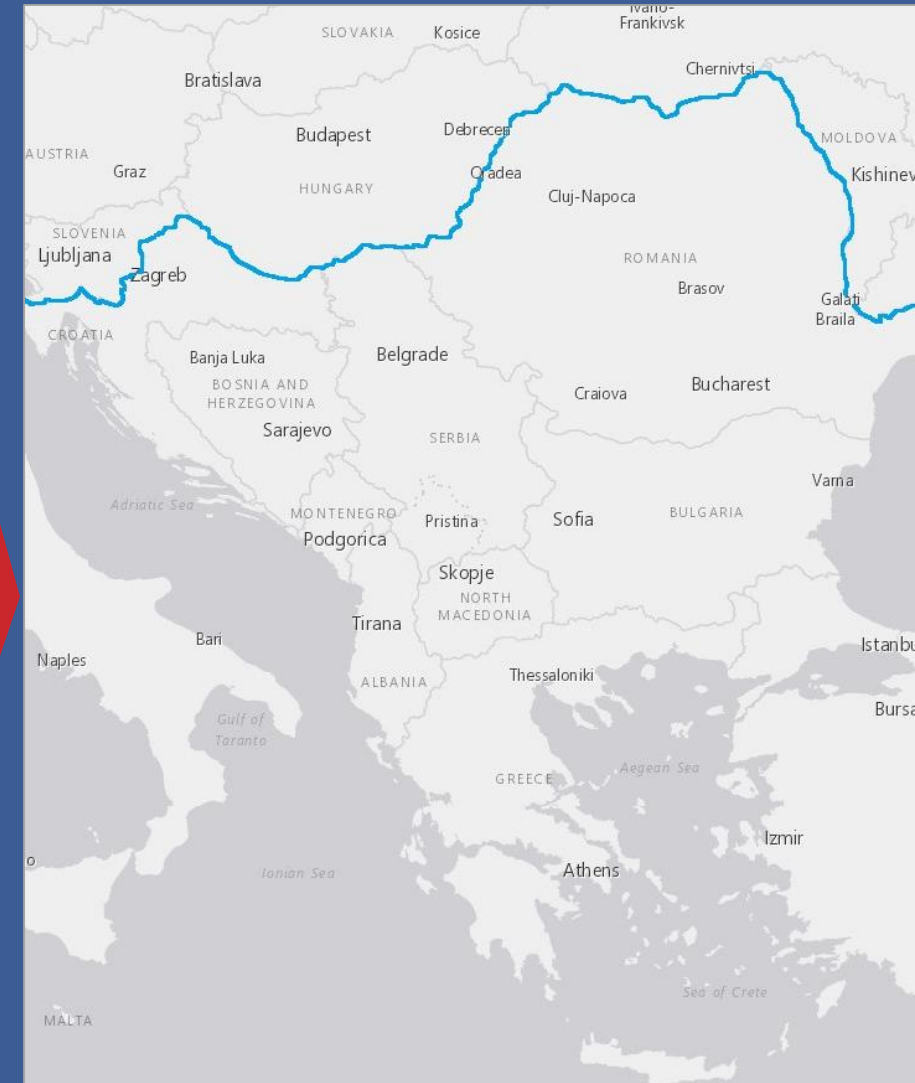 Ivano-
Frankivsk
SLOVAKIA
Kosice
Chernivtsi
Bratislava
Budapest
Debrecen
MOLDOVA
AUSTRIA
Graz
Oradea
Kishinev
HUNGARY
Cluj-Napoca
SLOVENIA
Ljubljana
Zagreb
ROMANIA
Brasov
Galati
Braila
CROATIA
Banja Luka
Belgrade
BOSNIA AND
HERZEGOVINA
Craiova
Bucharest
Sarajevo
SERBIA
Varna
Adriatic Sea
MONTENEGRO
Pristina
Sofia
BULGARIA
Podgorica
Skopje
NORTH
MACEDONIA
Tirana
Bari
Istanbu
Naples
Thessaloniki
ALBANIA
Bursa
Gulf of
Taranto
Aegean Sea
GREECE
Izmir
o
Ionian Sea
Athens
Sea of Crete
MALTA